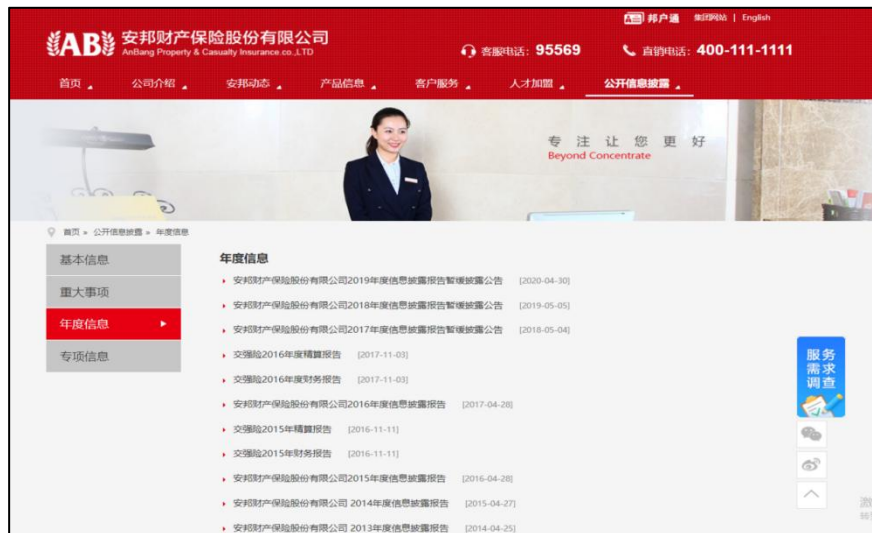 邦户通 集团网站 | English
AB 安邦财产保险股份有限公司
AnBang Property & Casualty Insurance.co.,LTD
客服电话: 95569 直销电话: 400-111-1111
首页 公司介绍 安邦动态 产品信息 客户服务 人才加盟 公开信息披露
专 注 让 您 更 好
Beyond Concentrate
首页 » 公开信息披露 » 年度信息
基本信息
重大事项
年度信息
专项信息
年度信息
安邦财产保险股份有限公司2019年度信息披露报告暂缓披露公告 [2020-04-30]
安邦财产保险股份有限公司2018年度信息披露报告暂缓披露公告 [2019-05-05]
安邦财产保险股份有限公司2017年度信息披露报告暂缓披露公告 [2018-05-04]
交强险2016年度精算报告 [2017-11-03]
交强险2016年度财务报告 [2017-11-03]
安邦财产保险股份有限公司2016年度信息披露报告 [2017-04-28]
交强险2015年精算报告 [2016-11-11]
交强险2015年财务报告 [2016-11-11]
安邦财产保险股份有限公司2015年度信息披露报告 [2016-04-28]
安邦财产保险股份有限公司 2014年度信息披露报告 [2015-04-27]
安邦财产保险股份有限公司 2013年度信息披露报告 [2014-04-25]
服务
需求
调查